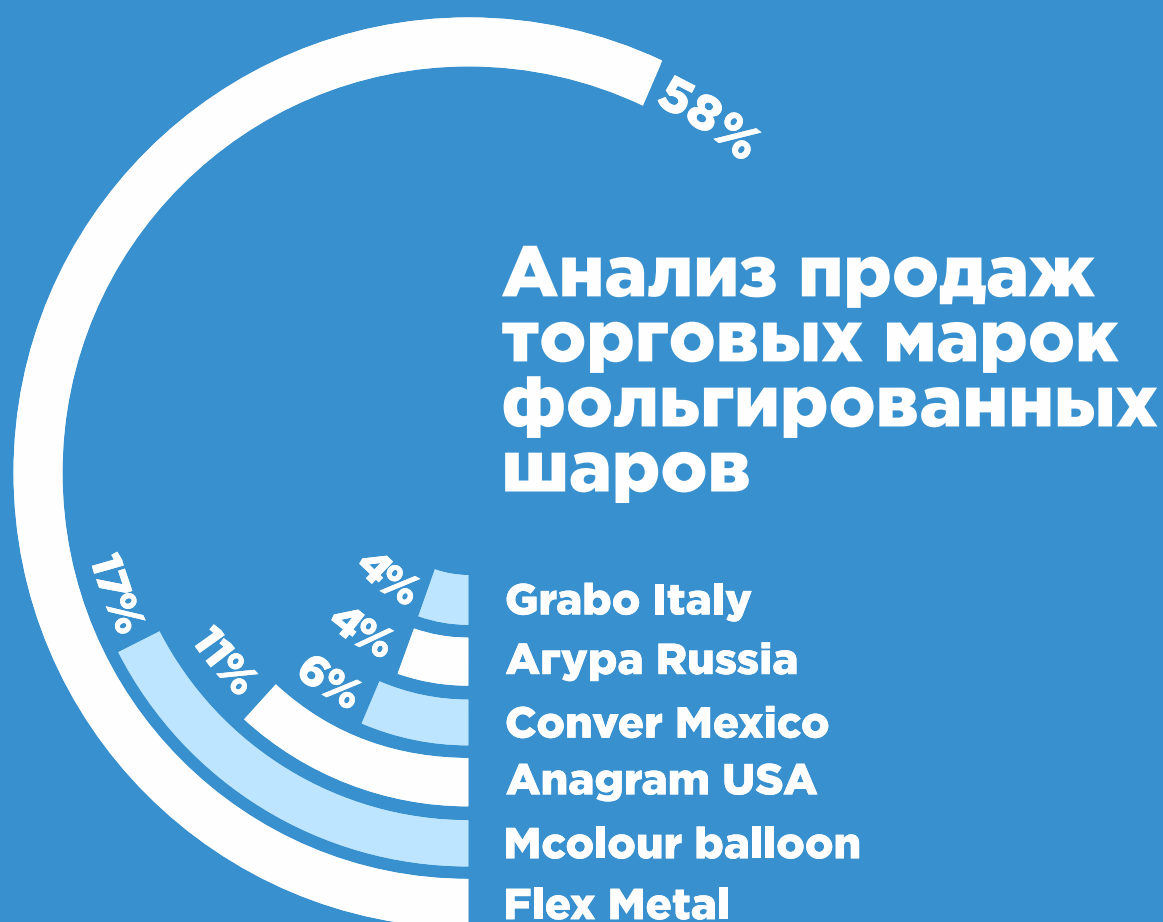 58%
Анализ продаж
торговых марок
фольгированных
шаров
4%
Grabo Italy
4%
Агура Russia
6%
Conver Mexico
11%
Anagram USA
17%
Mcolour balloon
Flex Metal